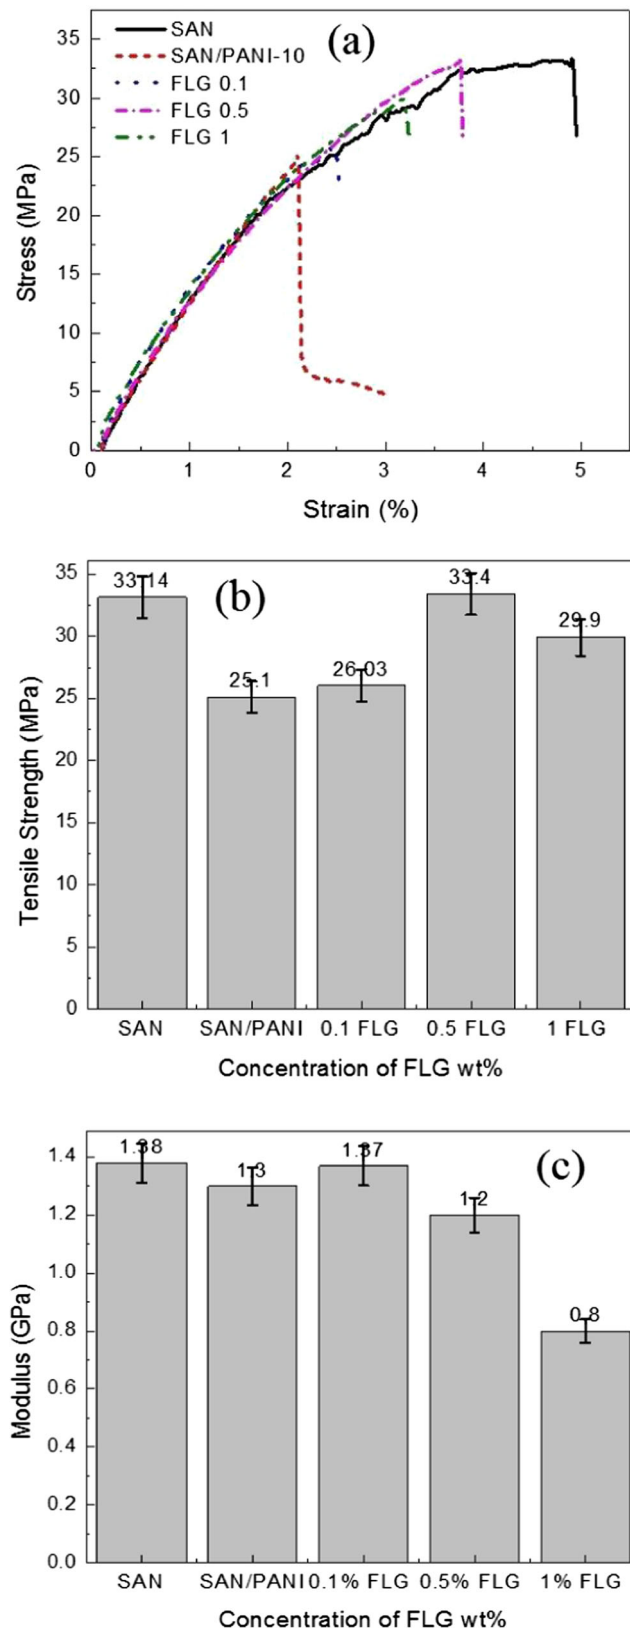 SAN
SAN/PANI-10
FLG 0.1
FLG 0.5
FLG 1
(a)
35
30
25
20
15
10
5
0
Stress (MPa)
0 1 2 3 4 5
Strain (%)
(b)
35
30
25
20
15
10
5
0
Tensile Strength (MPa)
33.14
25.1
26.03
33.4
29.9
SAN SAN/PANI 0.1 FLG 0.5 FLG 1 FLG
Concentration of FLG wt%
(c)
1.4
1.2
1.0
0.8
0.6
0.4
0.2
0.0
Modulus (GPa)
1.38
1.3
1.37
1.2
0.8
SAN SAN/PANI 0.1% FLG 0.5% FLG 1% FLG
Concentration of FLG wt%